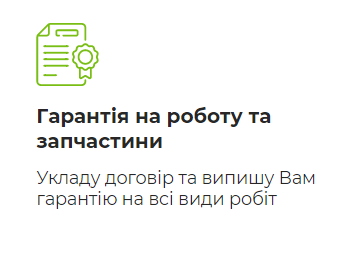 Гарантія на роботу та
запчастини
Укладу договір та випишу Вам
гарантію на всі види робіт